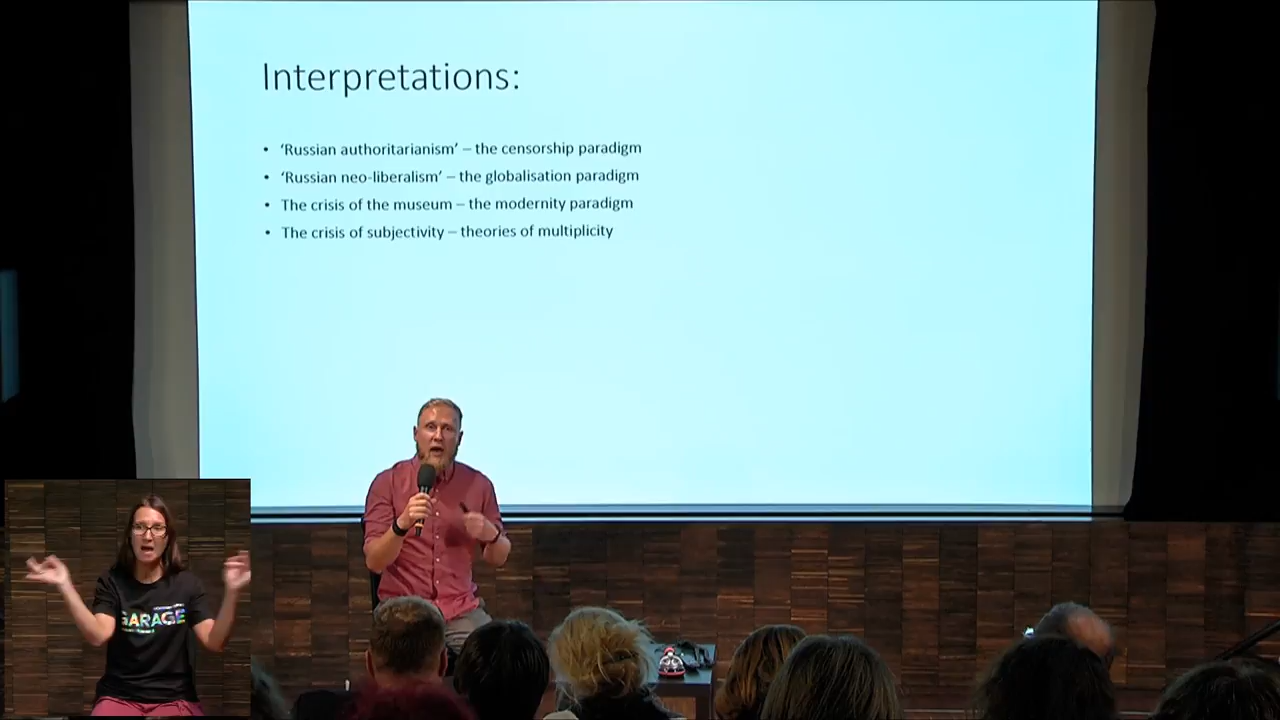 Interpretations:
• ‘Russian authoritarianism’ – the censorship paradigm
• ‘Russian neo-liberalism’ – the globalisation paradigm
• The crisis of the museum – the modernity paradigm
• The crisis of subjectivity – theories of multiplicity
GARAGE